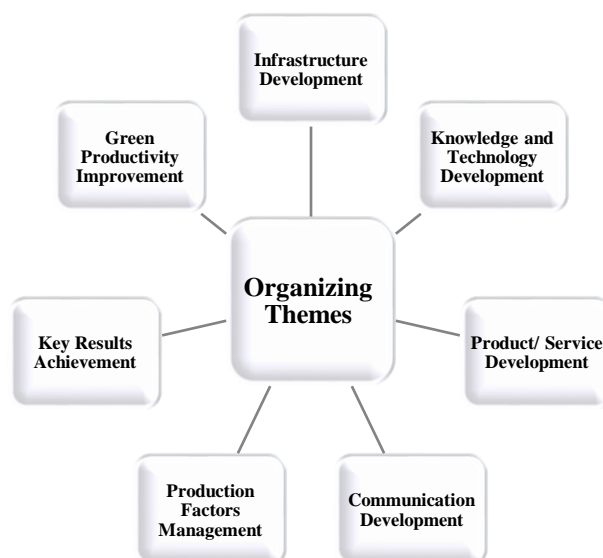 Infrastructure
Development
Green
Productivity
Improvement
Knowledge and
Technology
Development
Organizing
Themes
Key Results
Achievement
Product/ Service
Development
Production
Factors
Management
Communication
Development